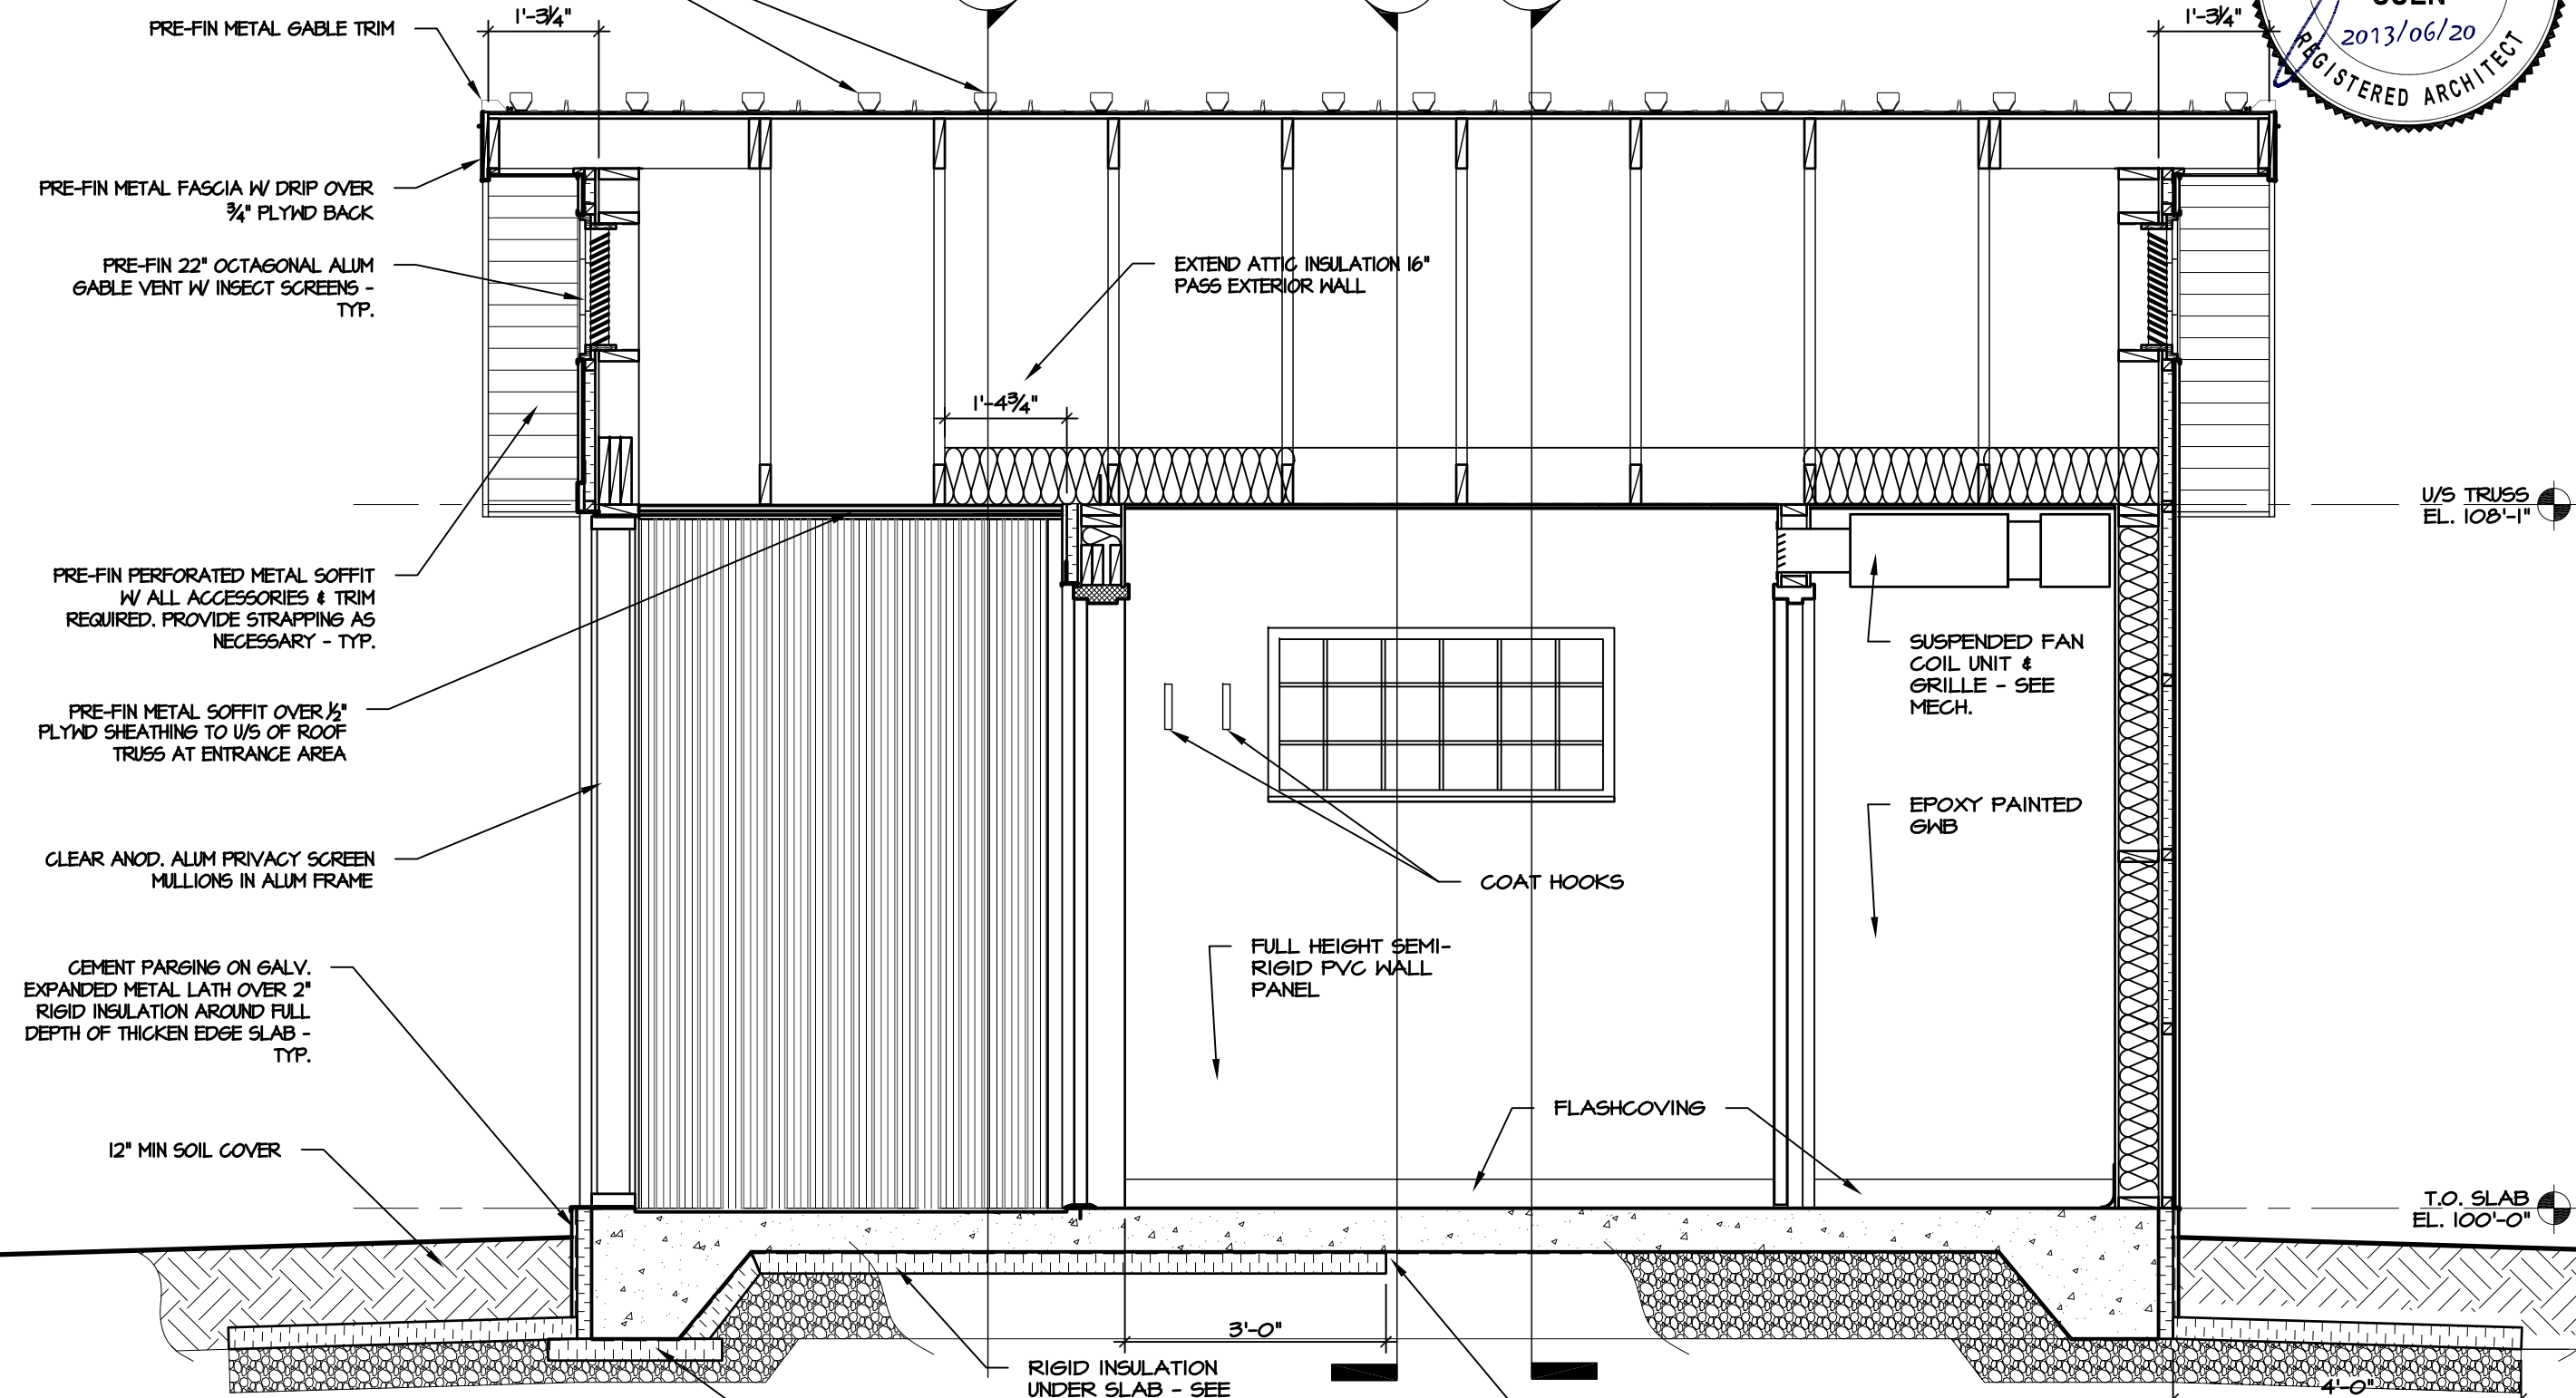 PRE-FIN METAL GABLE TRIM
1'-3¾"
1'-3¾"
2013/06/20
REGISTERED ARCHITECT
PRE-FIN METAL FASCIA W/ DRIP OVER
¾" PLYWD BACK
PRE-FIN 22" OCTAGONAL ALUM
GABLE VENT W/ INSECT SCREENS -
TYP.
EXTEND ATTIC INSULATION 16"
PASS EXTERIOR WALL
1'-4¾"
U/S TRUSS
EL. 108'-1"
PRE-FIN PERFORATED METAL SOFFIT
W/ ALL ACCESSORIES & TRIM
REQUIRED. PROVIDE STRAPPING AS
NECESSARY - TYP.
SUSPENDED FAN
COIL UNIT &
GRILLE - SEE
MECH.
PRE-FIN METAL SOFFIT OVER ½"
PLYWD SHEATHING TO U/S OF ROOF
TRUSS AT ENTRANCE AREA
EPOXY PAINTED
GWB
CLEAR ANOD. ALUM PRIVACY SCREEN
MULLIONS IN ALUM FRAME
COAT HOOKS
FULL HEIGHT SEMI-
RIGID PVC WALL
PANEL
CEMENT PARGING ON GALV.
EXPANDED METAL LATH OVER 2"
RIGID INSULATION AROUND FULL
DEPTH OF THICKEN EDGE SLAB -
TYP.
FLASHCOVING
12" MIN SOIL COVER
T.O. SLAB
EL. 100'-0"
3'-0"
RIGID INSULATION
UNDER SLAB - SEE
4'-0"